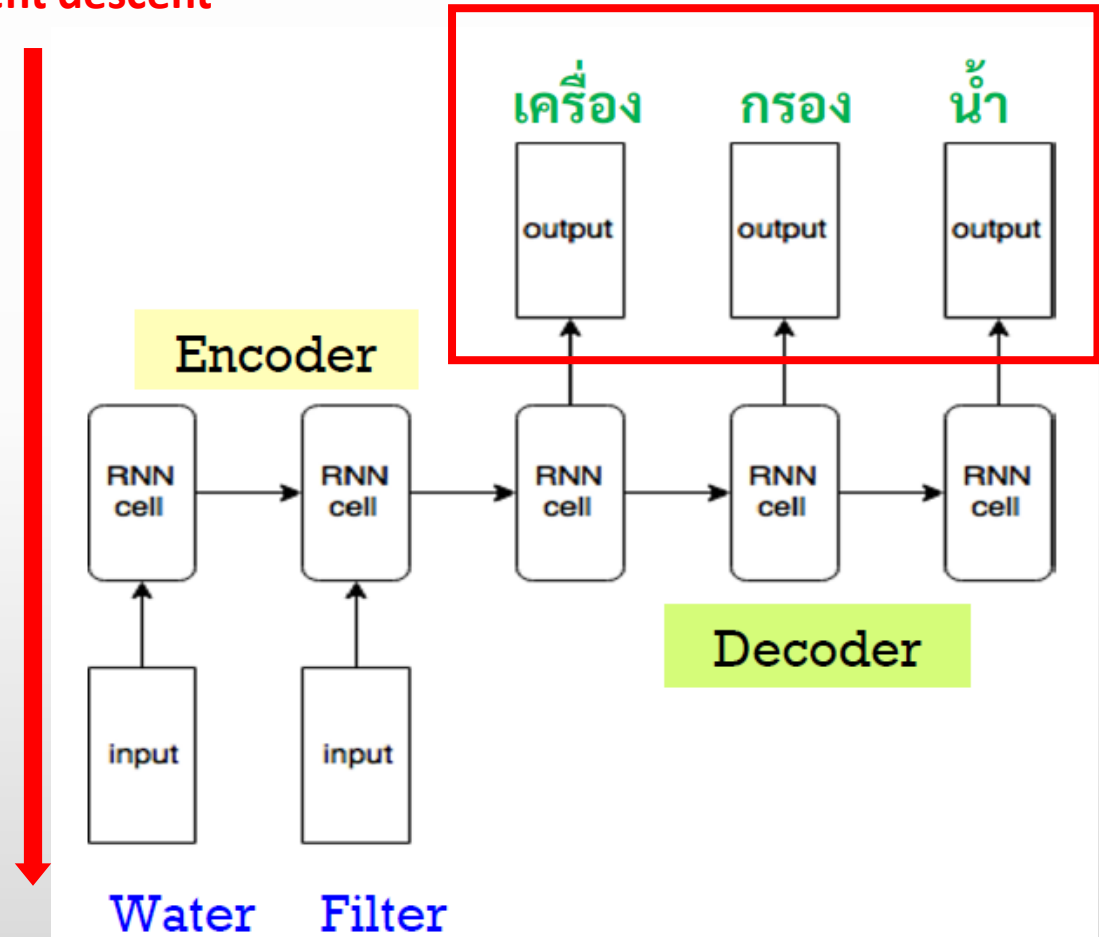 descent
เครื่อง กรอง น้ำ
output output output
Encoder
RNN cell RNN cell RNN cell RNN cell RNN cell
Decoder
input input
Water Filter